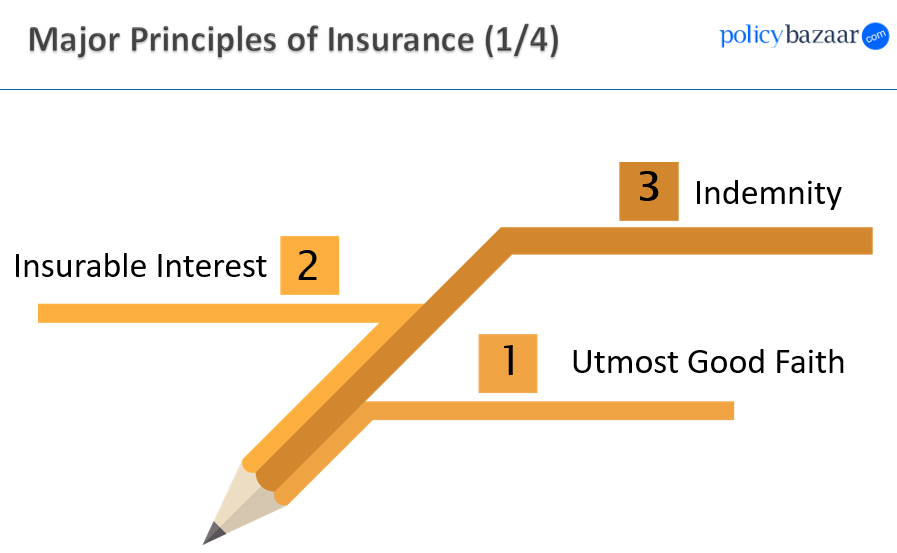 Major Principles of Insurance (1/4)
policybazaar com
3 Indemnity
Insurable Interest 2
1 Utmost Good Faith